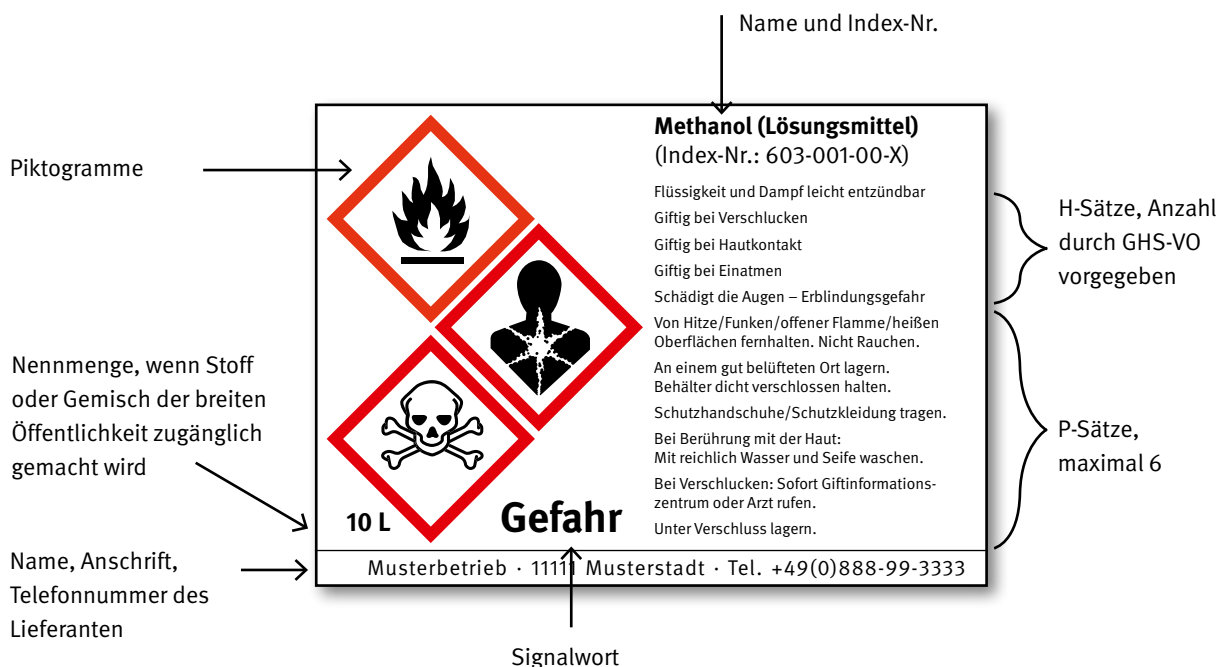 Name und Index-Nr.
Piktogramme
Nennmenge, wenn Stoff
oder Gemisch der breiten
Öffentlichkeit zugänglich
gemacht wird
Name, Anschrift,
Telefonnummer des
Lieferanten
Methanol (Lösungsmittel)
(Index-Nr.: 603-001-00-X)
Flüssigkeit und Dampf leicht entzündbar
Giftig bei Verschlucken
Giftig bei Hautkontakt
Giftig bei Einatmen
Schädigt die Augen – Erblindungsgefahr
Von Hitze/Funken/offener Flamme/heißen
Oberflächen fernhalten. Nicht Rauchen.
An einem gut belüfteten Ort lagern.
Behälter dicht verschlossen halten.
Schutzhandschuhe/Schutzkleidung tragen.
Bei Berührung mit der Haut:
Mit reichlich Wasser und Seife waschen.
Bei Verschlucken: Sofort Giftinformations-
zentrum oder Arzt rufen.
Unter Verschluss lagern.
10 L
Gefahr
Musterbetrieb · 11111 Musterstadt · Tel. +49(0)888-99-3333
H-Sätze, Anzahl
durch GHS-VO
vorgegeben
P-Sätze,
maximal 6
Signalwort